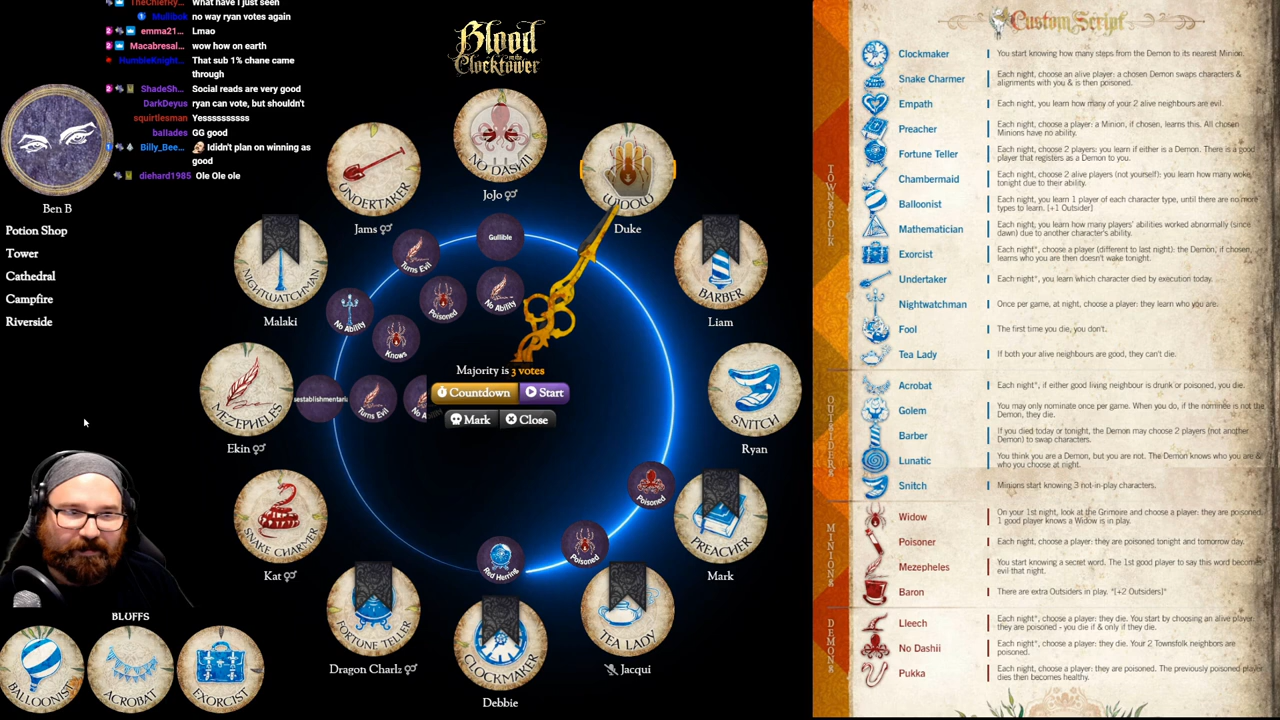 TheChiefRy... What have I just seen
Mullibok no way ryan votes again
emma21... Lmao
Macabresal... wow how on earth
HumbleKnight... That sub 1% chane came
through
ShadeSh... Social reads are very good
DarkDeyus ryan can vote, but shouldn't
squirtlesman Yesssssssssss
ballades GG good
Billy_Bee... Ididn't plan on winning as
good
diehard1985 Ole Ole ole
Ben B
Potion Shop
Tower
Cathedral
Campfire
Riverside
Blood
on the
Clocktower
NO DASHII
JoJo
WIDOW
Duke
BARBER
Liam
SNITCH
Ryan
PREACHER
Mark
TEA LADY
Jacqui
CLOCKMAKER
Debbie
FORTUNE TELLER
Dragon Charlz
SNAKE CHARMER
Kat
MEZEPHELES
Ekin
NIGHTWATCHMAN
Malaki
UNDERTAKER
Jams
Gullible
Turns Evil
Poisoned
No Ability
No Ability
Knows
Turns Evil
Poisoned
Poisoned
Red Herring
Majority is 3 votes
Countdown
Start
Mark
Close
BLUFFS
BALLOONIST
ACROBAT
EXORCIST
Custom Script
TOWNSFOLK
Clockmaker You start knowing how many steps from the Demon to its nearest Minion.
Snake Charmer Each night, choose an alive player: a chosen Demon swaps characters &
alignments with you & is then poisoned.
Empath Each night, you learn how many of your 2 alive neighbours are evil.
Preacher Each night, choose a player: a Minion, if chosen, learns this. All chosen
Minions have no ability.
Fortune Teller Each night, choose 2 players: you learn if either is a Demon. There is a good
player that registers as a Demon to you.
Chambermaid Each night, choose 2 alive players (not yourself): you learn how many woke
tonight due to their ability.
Balloonist Each night, you learn 1 player of each character type, until there are no more
types to learn. [+1 Outsider]
Mathematician Each night, you learn how many players' abilities worked abnormally (since
dawn) due to another character's ability.
Exorcist Each night*, choose a player (different to last night): the Demon, if chosen,
learns who you are then doesn't wake tonight.
Undertaker Each night*, you learn which character died by execution today.
Nightwatchman Once per game, at night, choose a player: they learn who you are.
Fool The first time you die, you don't.
Tea Lady If both your alive neighbours are good, they can't die.
OUTSIDERS
Acrobat Each night*, if either good living neighbour is drunk or poisoned, you die.
Golem You may only nominate once per game. When you do, if the nominee is not the
Demon, they die.
Barber If you died today or tonight, the Demon may choose 2 players (not another
Demon) to swap characters.
Lunatic You think you are a Demon, but you are not. The Demon knows who you are &
who you choose at night.
Snitch Minions start knowing 3 not-in-play characters.
MINIONS
Widow On your 1st night, look at the Grimoire and choose a player: they are poisoned.
1 good player knows a Widow is in play.
Poisoner Each night, choose a player: they are poisoned tonight and tomorrow day.
Mezepheles You start knowing a secret word. The 1st good player to say this word becomes
evil that night.
Baron There are extra Outsiders in play. *[+2 Outsiders]*
DEMONS
Lleech Each night*, choose a player: they die. You start by choosing an alive player:
they are poisoned - you die if & only if they die.
No Dashii Each night*, choose a player: they die. Your 2 Townsfolk neighbors are
poisoned.
Pukka Each night, choose a player: they are poisoned. The previously poisoned player
dies then becomes healthy.